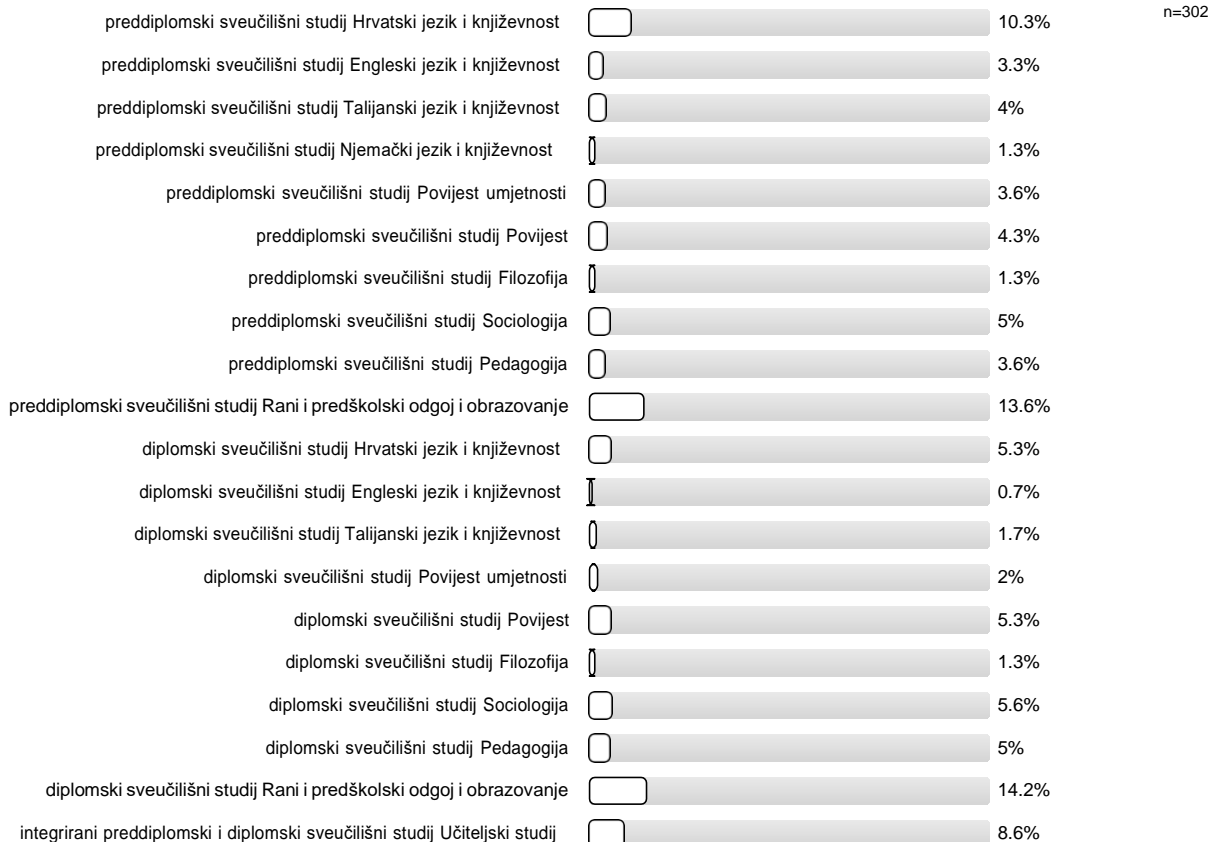 preddiplomski sveučilišni studij Hrvatski jezik i književnost 10.3% n=302
preddiplomski sveučilišni studij Engleski jezik i književnost 3.3%
preddiplomski sveučilišni studij Talijanski jezik i književnost 4%
preddiplomski sveučilišni studij Njemački jezik i književnost 1.3%
preddiplomski sveučilišni studij Povijest umjetnosti 3.6%
preddiplomski sveučilišni studij Povijest 4.3%
preddiplomski sveučilišni studij Filozofija 1.3%
preddiplomski sveučilišni studij Sociologija 5%
preddiplomski sveučilišni studij Pedagogija 3.6%
preddiplomski sveučilišni studij Rani i predškolski odgoj i obrazovanje 13.6%
diplomski sveučilišni studij Hrvatski jezik i književnost 5.3%
diplomski sveučilišni studij Engleski jezik i književnost 0.7%
diplomski sveučilišni studij Talijanski jezik i književnost 1.7%
diplomski sveučilišni studij Povijest umjetnosti 2%
diplomski sveučilišni studij Povijest 5.3%
diplomski sveučilišni studij Filozofija 1.3%
diplomski sveučilišni studij Sociologija 5.6%
diplomski sveučilišni studij Pedagogija 5%
diplomski sveučilišni studij Rani i predškolski odgoj i obrazovanje 14.2%
integrirani preddiplomski i diplomski sveučilišni studij Učiteljski studij 8.6%